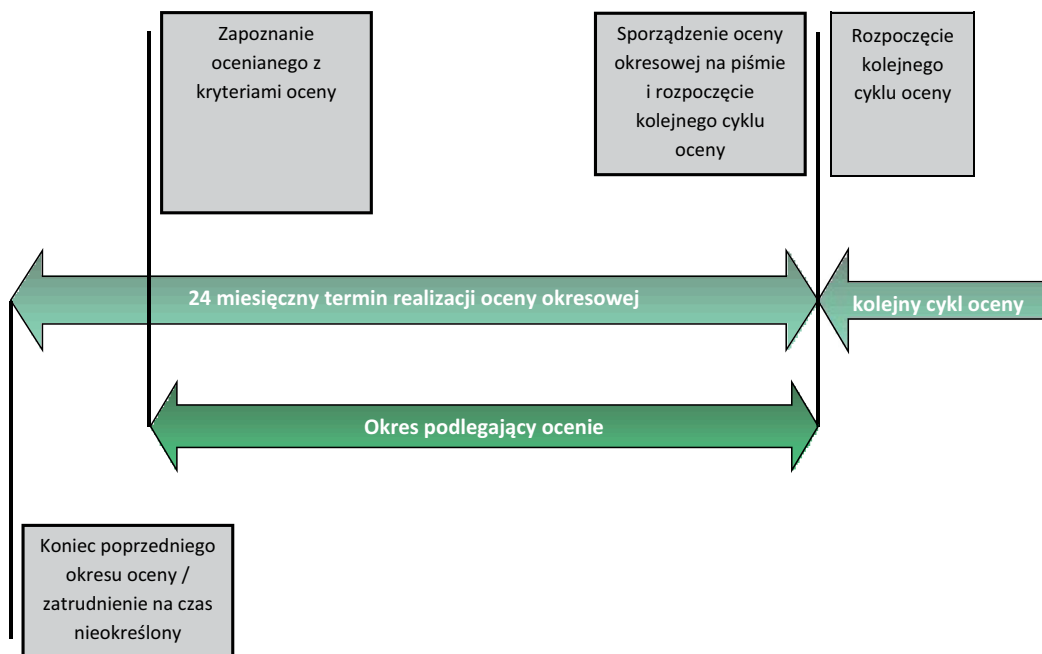 Zapoznanie
ocenianego z
kryteriami oceny
Sporządzenie oceny
okresowej na piśmie
i rozpoczęcie
kolejnego cyklu
oceny
Rozpoczęcie
kolejnego
cyklu oceny
24 miesięczny termin realizacji oceny okresowej
kolejny cykl oceny
Okres podlegający ocenie
Koniec poprzedniego
okresu oceny /
zatrudnienie na czas
nieokreślony